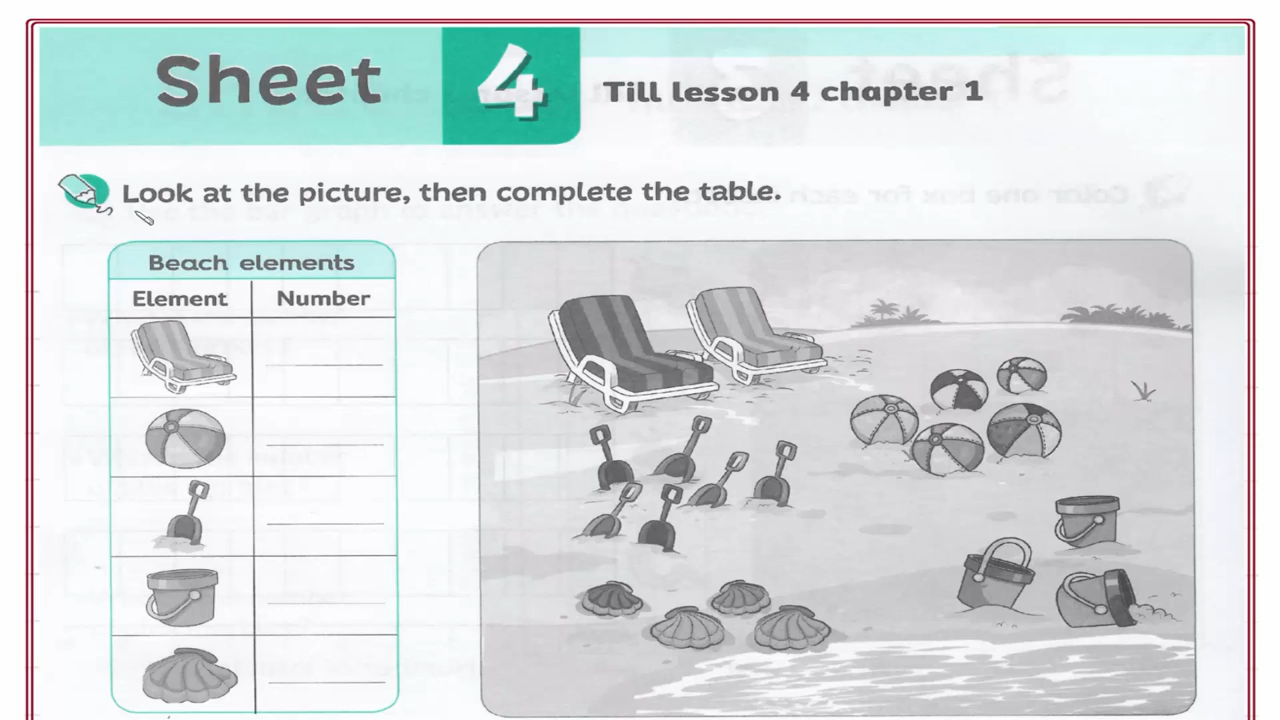 Sheet 4 Till lesson 4 chapter 1
Look at the picture, then complete the table.
Beach elements
Element Number